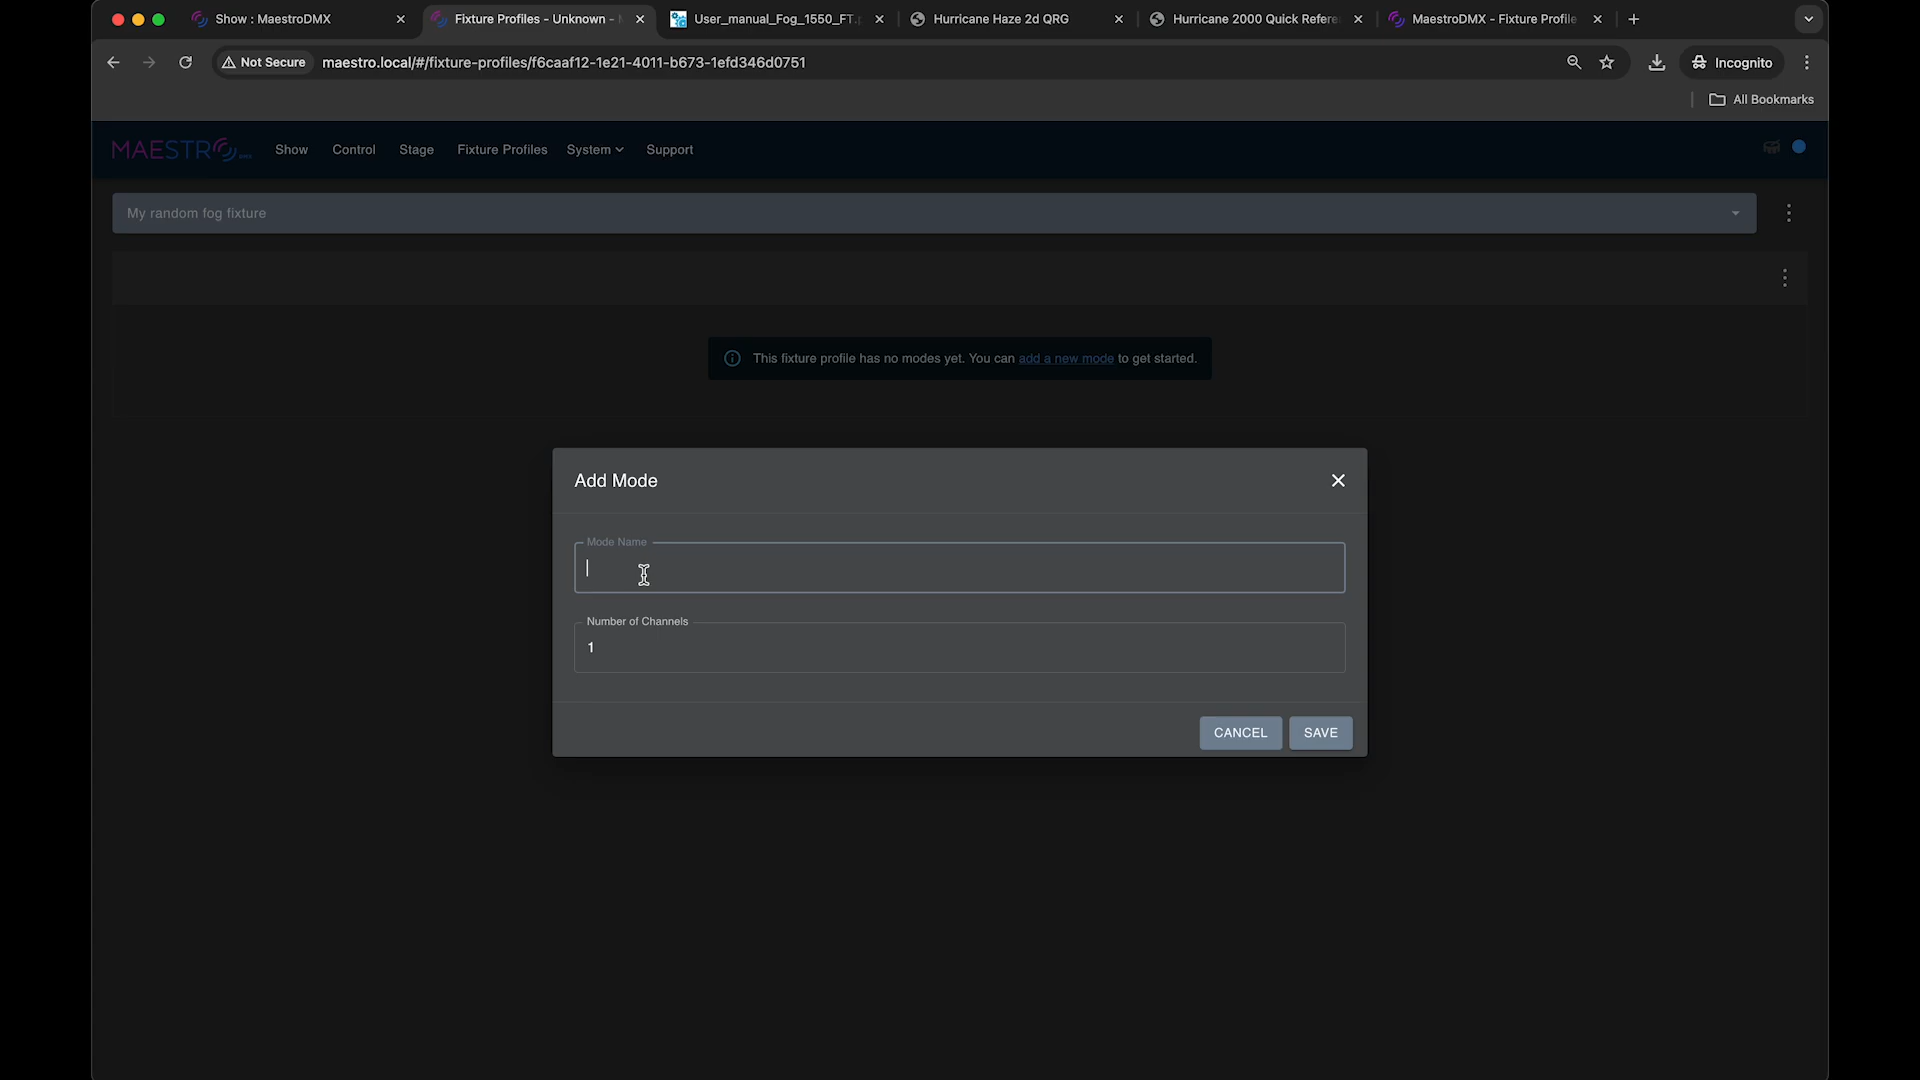 Show : MaestroDMX
Fixture Profiles - Unknown -
User_manual_Fog_1550_FT.
Hurricane Haze 2d QRG
Hurricane 2000 Quick Refere
MaestroDMX - Fixture Profile
Not Secure
maestro.local/#/fixture-profiles/f6caaf12-1e21-4011-b673-1efd346d0751
Incognito
All Bookmarks
MAESTRO
Show
Control
Stage
Fixture Profiles
System
Support
My random fog fixture
This fixture profile has no modes yet. You can add a new mode to get started.
Add Mode
Mode Name
Number of Channels
1
CANCEL
SAVE